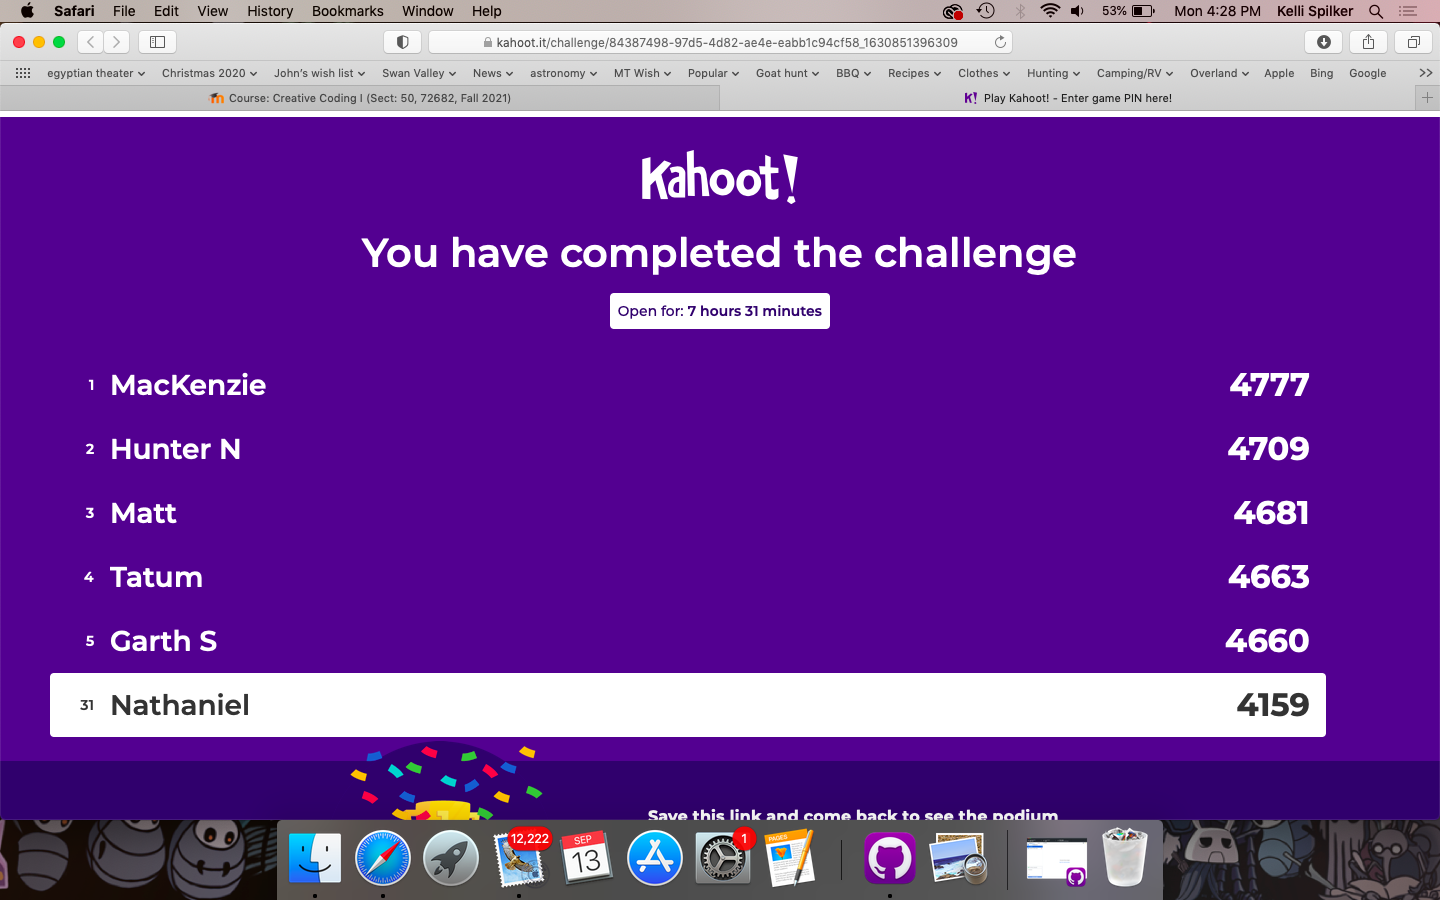 Safari File Edit View History Bookmarks Window Help 53% Mon 4:28 PM Kelli Spilker
kahoot.it/challenge/84387498-97d5-4d82-ae4e-eabb1c94cf58_1630851396309
egyptian theater Christmas 2020 John's wish list Swan Valley News astronomy MT Wish Popular Goat hunt BBQ Recipes Clothes Hunting Camping/RV Overland Apple Bing Google
Course: Creative Coding I (Sect: 50, 72682, Fall 2021) K! Play Kahoot! - Enter game PIN here!
Kahoot!
You have completed the challenge
Open for: 7 hours 31 minutes
1 MacKenzie 4777
2 Hunter N 4709
3 Matt 4681
4 Tatum 4663
5 Garth S 4660
31 Nathaniel 4159
Save this link and come back to see the podium
12,222 SEP 13 1 PAGES